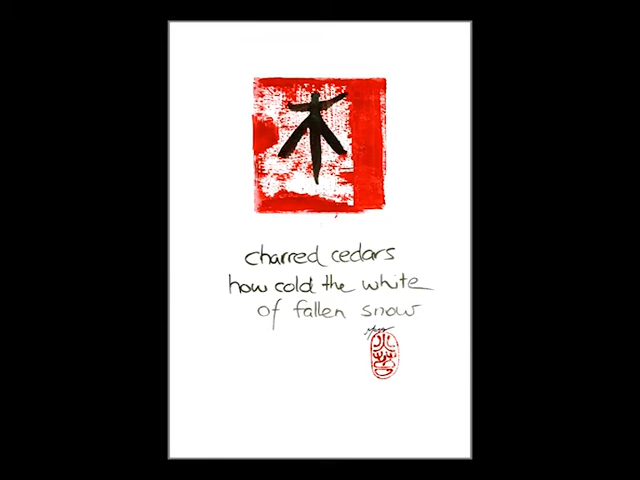 木
charred cedars
how cold the white
of fallen snow